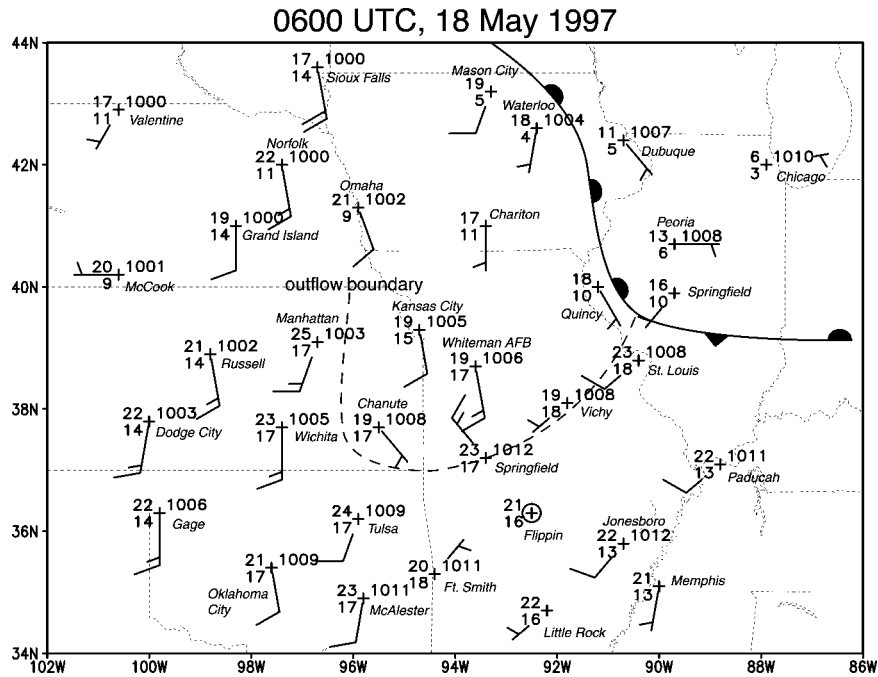 0600 UTC, 18 May 1997
44N
17 1000
14 Sioux Falls
Mason City
19
5
17 1000
11 Valentine
Waterloo
18 1004
4
11 1007
5 Dubuque
42N
Norfolk
22 1000
11
6 1010
3 Chicago
Omaha
21 1002
9
19 1000
14 Grand Island
Chariton
17
11
Peoria
13 1008
6
20 1001
9 McCook
40N
outflow boundary
18
10
Quincy
16
10
Springfield
Kansas City
19 1005
15
Manhattan
25 1003
17
Whiteman AFB
19 1006
17
21 1002
14 Russell
23 1008
18 St. Louis
38N
22 1003
14 Dodge City
23 1005
17 Wichita
Chanute
19 1008
17
19 1008
18 Vichy
23 1012
17 Springfield
22 1011
13 Paducah
36N
22 1006
14 Gage
24 1009
17 Tulsa
21
16
Flippin
Jonesboro
22 1012
13
21 1009
17
Oklahoma
City
20 1011
18 Ft. Smith
23 1011
17 McAlester
21
13
Memphis
22
16
Little Rock
34N
102W 100W 98W 96W 94W 92W 90W 88W 86W